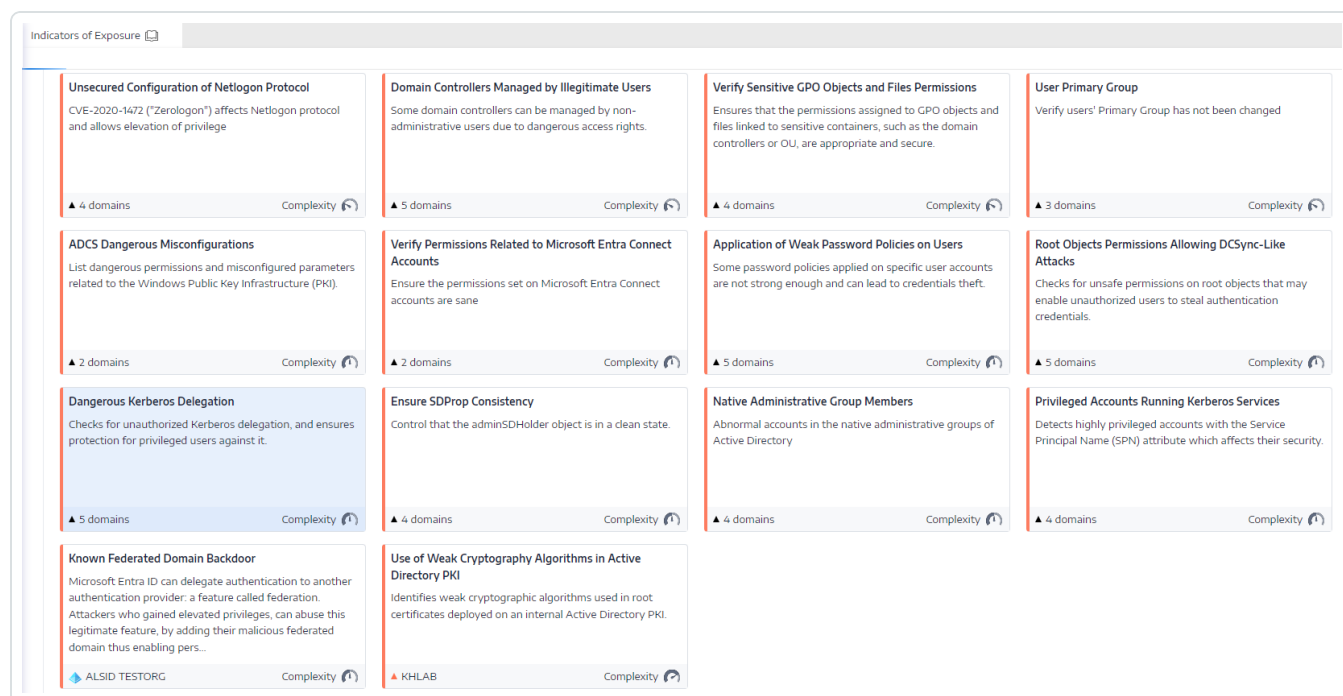 Indicators of Exposure
Unsecured Configuration of Netlogon Protocol
CVE-2020-1472 ("Zerologon") affects Netlogon protocol
and allows elevation of privilege
▲ 4 domains
Complexity
Domain Controllers Managed by Illegitimate Users
Some domain controllers can be managed by non-
administrative users due to dangerous access rights.
▲ 5 domains
Complexity
Verify Sensitive GPO Objects and Files Permissions
Ensures that the permissions assigned to GPO objects and
files linked to sensitive containers, such as the domain
controllers or OU, are appropriate and secure.
▲ 4 domains
Complexity
User Primary Group
Verify users' Primary Group has not been changed
▲ 3 domains
Complexity
ADCS Dangerous Misconfigurations
List dangerous permissions and misconfigured parameters
related to the Windows Public Key Infrastructure (PKI).
▲ 2 domains
Complexity
Verify Permissions Related to Microsoft Entra Connect
Accounts
Ensure the permissions set on Microsoft Entra Connect
accounts are sane
▲ 2 domains
Complexity
Application of Weak Password Policies on Users
Some password policies applied on specific user accounts
are not strong enough and can lead to credentials theft.
▲ 5 domains
Complexity
Root Objects Permissions Allowing DCSync-Like
Attacks
Checks for unsafe permissions on root objects that may
enable unauthorized users to steal authentication
credentials.
▲ 5 domains
Complexity
Dangerous Kerberos Delegation
Checks for unauthorized Kerberos delegation, and ensures
protection for privileged users against it.
▲ 5 domains
Complexity
Ensure SDProp Consistency
Control that the adminSDHolder object is in a clean state.
▲ 4 domains
Complexity
Native Administrative Group Members
Abnormal accounts in the native administrative groups of
Active Directory
▲ 4 domains
Complexity
Privileged Accounts Running Kerberos Services
Detects highly privileged accounts with the Service
Principal Name (SPN) attribute which affects their security.
▲ 4 domains
Complexity
Known Federated Domain Backdoor
Microsoft Entra ID can delegate authentication to another
authentication provider: a feature called federation.
Attackers who gained elevated privileges, can abuse this
legitimate feature, by adding their malicious federated
domain thus enabling pers...
ALSID TESTORG
Complexity
Use of Weak Cryptography Algorithms in Active
Directory PKI
Identifies weak cryptographic algorithms used in root
certificates deployed on an internal Active Directory PKI.
▲ KHLAB
Complexity